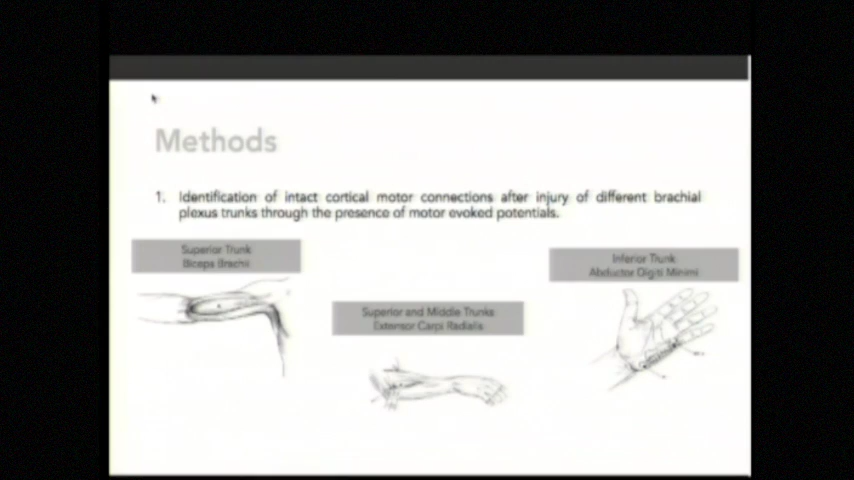 Methods
1. Identification of intact cortical motor connections after injury of different brachial
plexus trunks through the presence of motor evoked potentials.
Superior Trunk
Biceps Brachii
Superior and Middle Trunks
Extensor Carpi Radialis
Inferior Trunk
Abductor Digiti Minimi